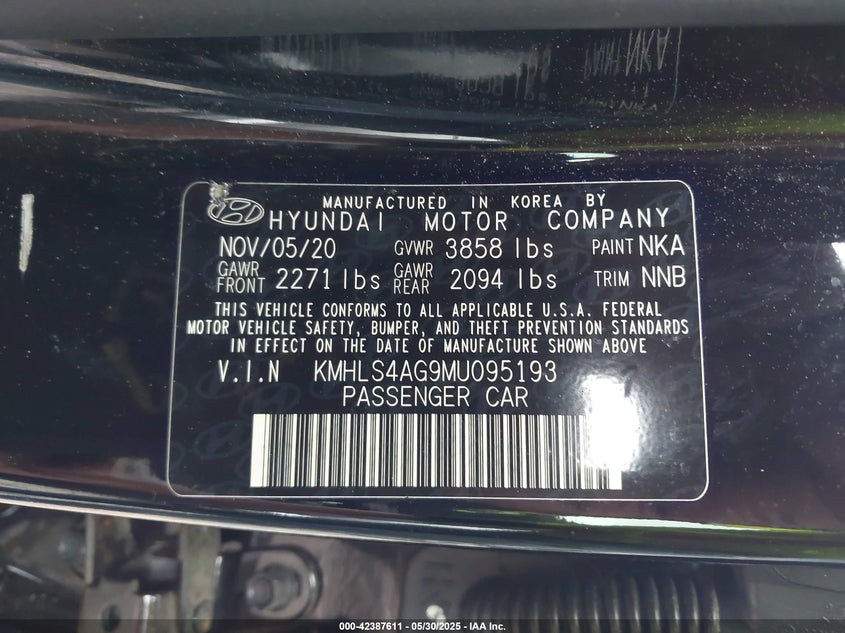 MANUFACTURED IN KOREA BY
HYUNDAI MOTOR COMPANY
NOV/05/20 GVWR 3858 lbs PAINT NKA
GAWR FRONT 2271 lbs GAWR REAR 2094 lbs TRIM NNB
THIS VEHICLE CONFORMS TO ALL APPLICABLE U.S.A. FEDERAL
MOTOR VEHICLE SAFETY, BUMPER, AND THEFT PREVENTION STANDARDS
IN EFFECT ON THE DATE OF MANUFACTURE SHOWN ABOVE
V.I.N KMHLS4AG9MU095193
PASSENGER CAR
000-42387611 - 05/30/2025 - IAA Inc.